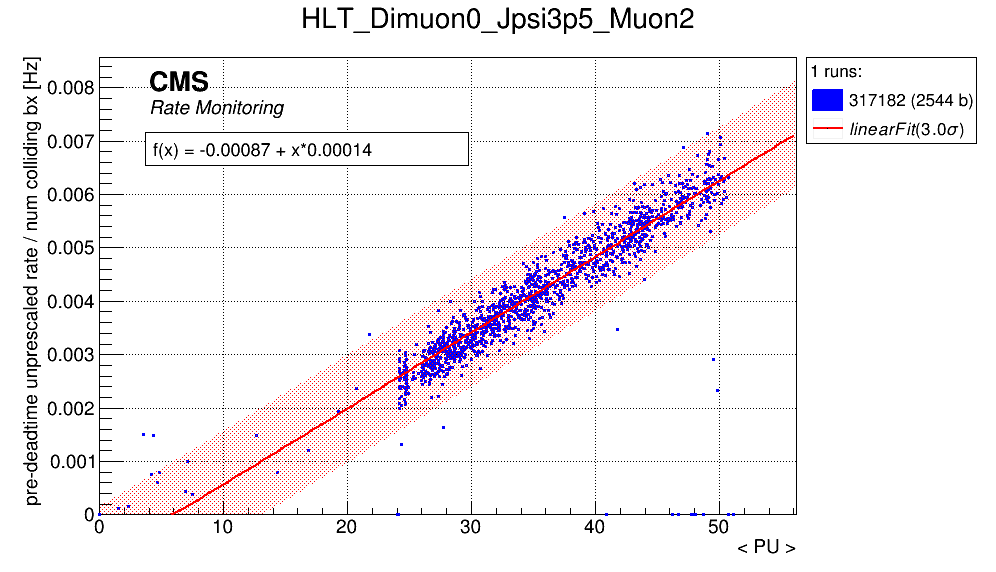 HLT_Dimuon0_Jpsi3p5_Muon2
pre-deadtime unprescaled rate / num colliding bx [Hz]
CMS
Rate Monitoring
f(x) = -0.00087 + x*0.00014
0.008
0.007
0.006
0.005
0.004
0.003
0.002
0.001
0
0 10 20 30 40 50
< PU >
1 runs:
317182 (2544 b)
linearFit(3.0σ)